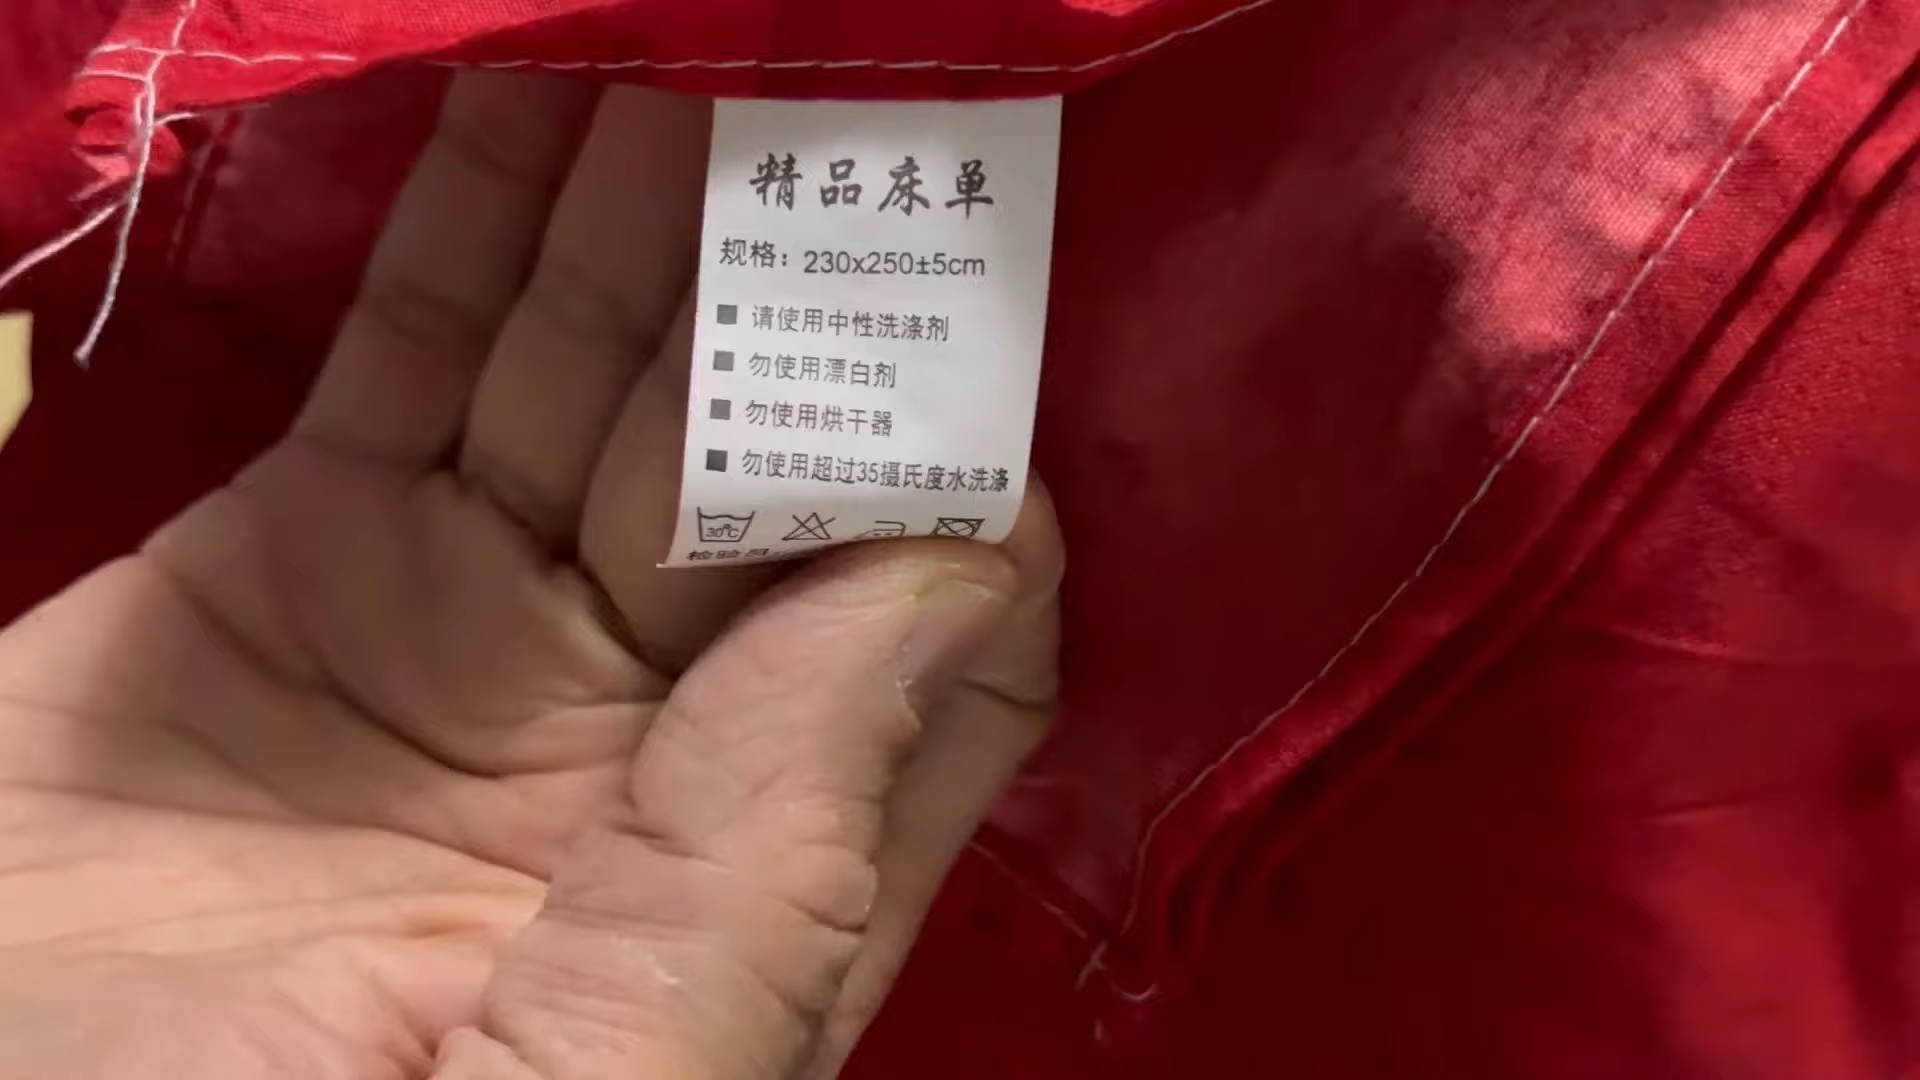 精品床单
规格：230x250±5cm
■ 请使用中性洗涤剂
■ 勿使用漂白剂
■ 勿使用烘干器
■ 勿使用超过35摄氏度水洗涤
30℃